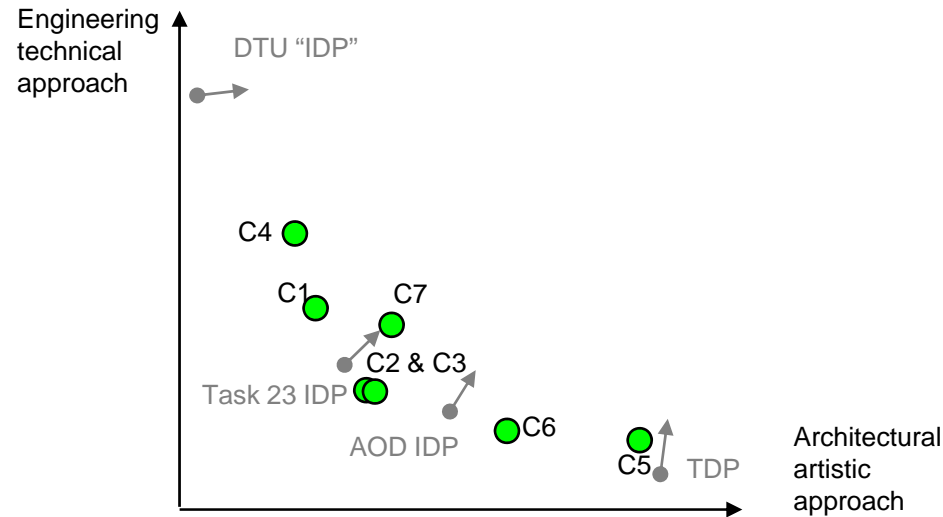 Engineering
technical
approach
DTU “IDP”
C4
C1
C7
C2 & C3
Task 23 IDP
AOD IDP
C6
C5
TDP
Architectural
artistic
approach